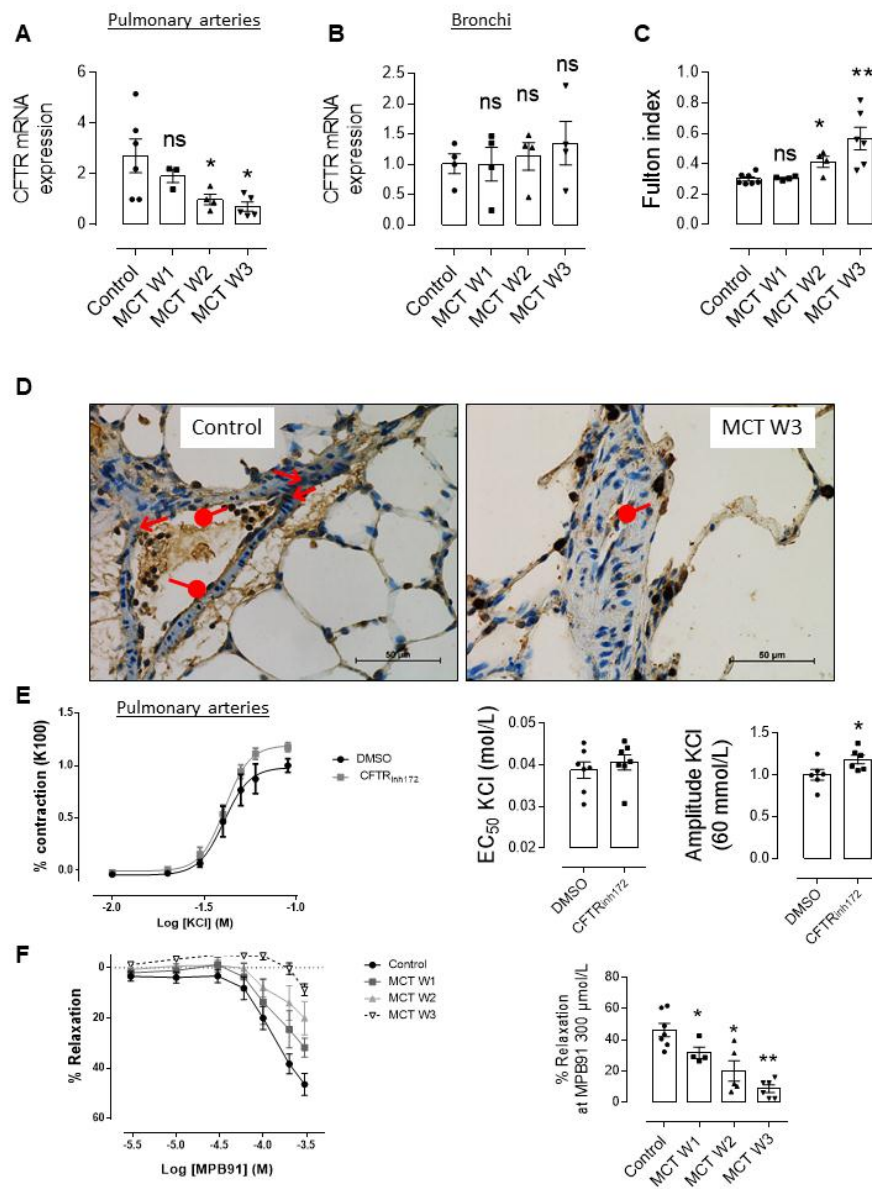 Pulmonary arteries
Bronchi
A
B
C
CFTR mRNA
expression
6
4
2
0
ns
*
*
Control
MCT W1
MCT W2
MCT W3
CFTR mRNA
expression
2.5
2.0
1.5
1.0
0.5
0.0
ns
ns
ns
Control
MCT W1
MCT W2
MCT W3
Fulton index
1.0
0.8
0.6
0.4
0.2
0.0
ns
*
**
Control
MCT W1
MCT W2
MCT W3
D
Control
50 µm
MCT W3
50 µm
E
Pulmonary arteries
% contraction (K100)
1.5
1.0
0.5
0.0
-2.0
-1.5
-1.0
Log [KCl] (M)
DMSO
CFTRinh172
EC50 KCl (mol/L)
0.05
0.04
0.03
0.02
DMSO
CFTRinh172
Amplitude KCl
(60 mmol/L)
1.5
1.0
0.5
0.0
*
DMSO
CFTRinh172
F
% Relaxation
0
20
40
60
-5.5
-5.0
-4.5
-4.0
-3.5
Log [MPB91] (M)
Control
MCT W1
MCT W2
MCT W3
% Relaxation
at MPB91 300 µmol/L
80
60
40
20
0
*
*
**
Control
MCT W1
MCT W2
MCT W3